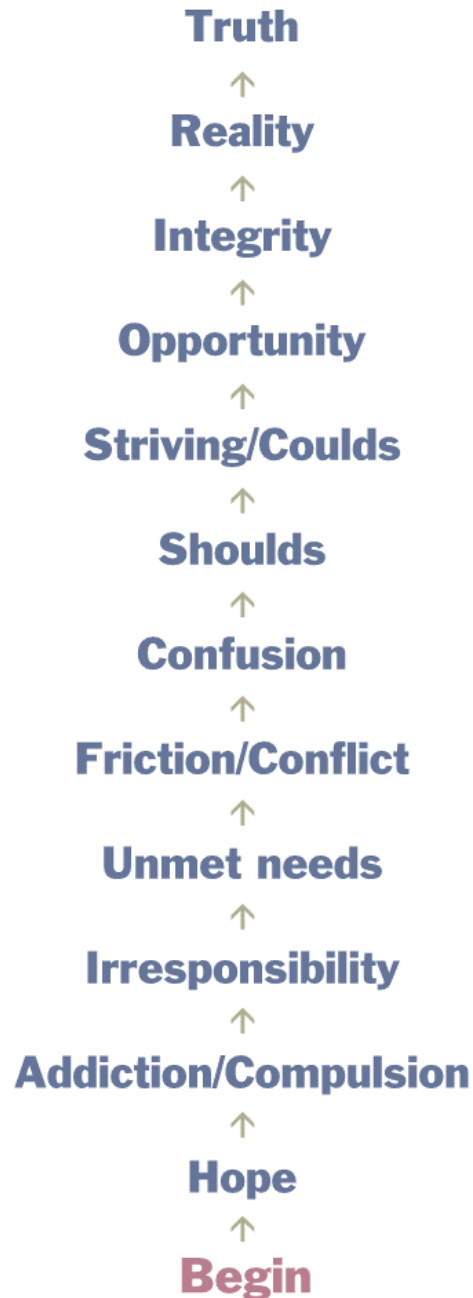 Truth
↑
Reality
↑
Integrity
↑
Opportunity
↑
Striving/Coulds
↑
Shoulds
↑
Confusion
↑
Friction/Conflict
↑
Unmet needs
↑
Irresponsibility
↑
Addiction/Compulsion
↑
Hope
↑
Begin